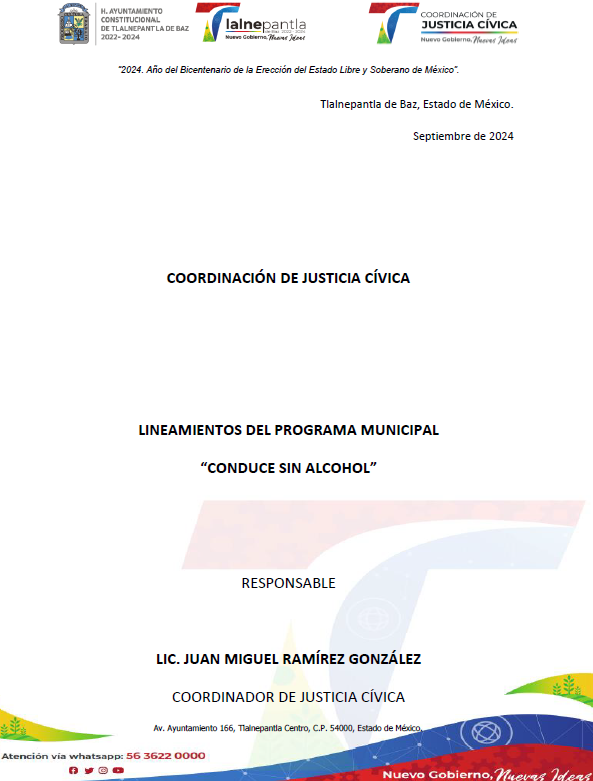 H. AYUNTAMIENTO
CONSTITUCIONAL
DE TLALNEPANTLA DE BAZ
2022- 2024
Tlalnepantla
de Baz, 2022 - 2024
Nuevo Gobierno, Nuevas Ideas
COORDINACIÓN DE
JUSTICIA CÍVICA
Nuevo Gobierno, Nuevas Ideas
"2024. Año del Bicentenario de la Erección del Estado Libre y Soberano de México".
Tlalnepantla de Baz, Estado de México.
Septiembre de 2024
COORDINACIÓN DE JUSTICIA CÍVICA
LINEAMIENTOS DEL PROGRAMA MUNICIPAL
“CONDUCE SIN ALCOHOL”
RESPONSABLE
LIC. JUAN MIGUEL RAMÍREZ GONZÁLEZ
COORDINADOR DE JUSTICIA CÍVICA
Av. Ayuntamiento 166, Tlalnepantla Centro, C.P. 54000, Estado de México.
Atención vía whatsapp: 56 3622 0000
Nuevo Gobierno, Nuevas Ideas